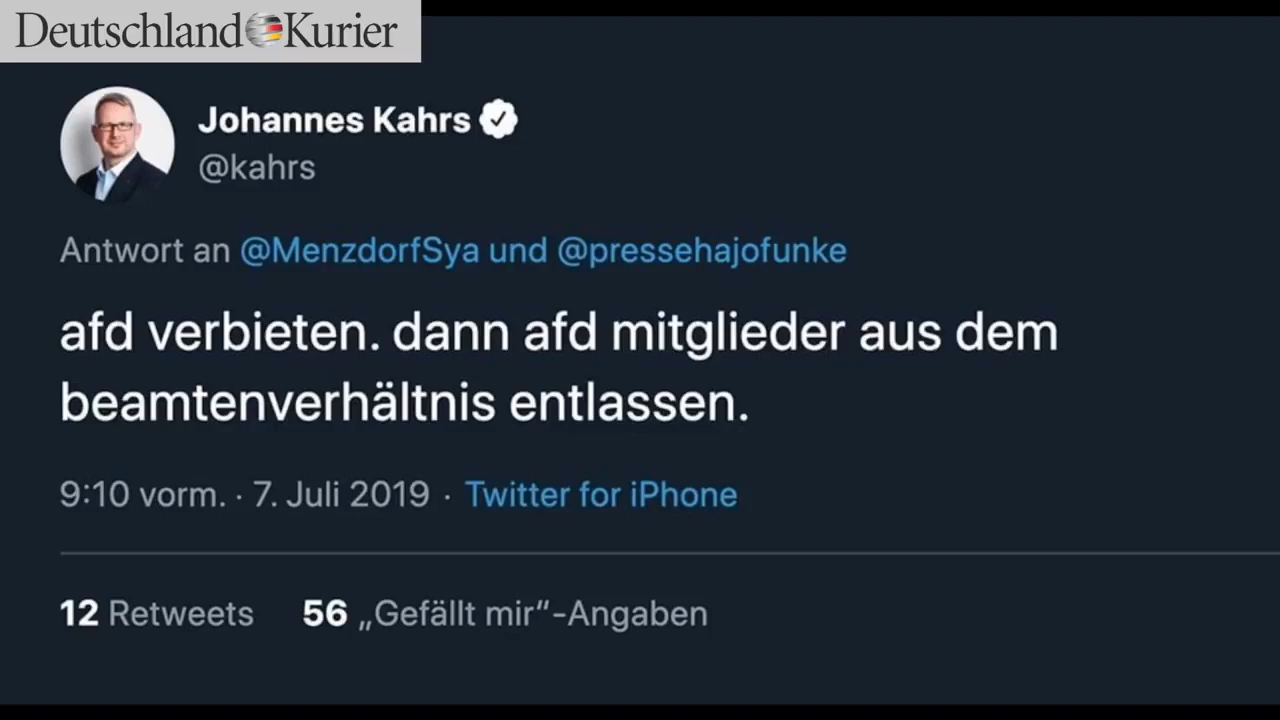 Deutschland Kurier
Johannes Kahrs
@kahrs
Antwort an @MenzdorfSya und @pressehajofunke
afd verbieten. dann afd mitglieder aus dem
beamtenverhältnis entlassen.
9:10 vorm. · 7. Juli 2019 · Twitter for iPhone
12 Retweets 56 „Gefällt mir“-Angaben